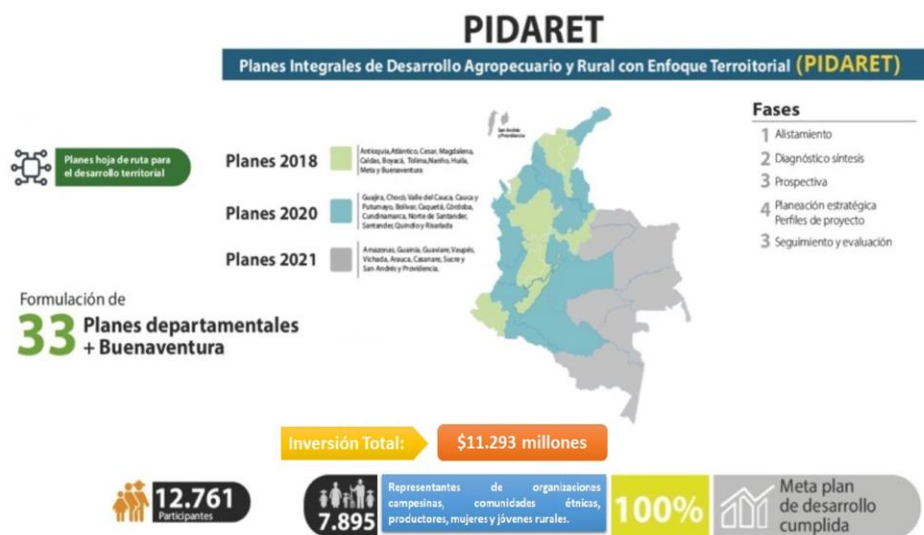 PIDARET
Planes Integrales de Desarrollo Agropecuario y Rural con Enfoque Terroitorial (PIDARET)
Planes hoja de ruta para
el desarrollo territorial
Planes 2018
Antioquia, Atlántico, Cesar, Magdalena,
Caldas, Boyacá, Tolima, Nariño, Huila,
Meta y Buenaventura
Planes 2020
Guajira, Chocó, Valle del Cauca, Cauca y
Putumayo, Bolívar, Caquetá, Córdoba,
Cundinamarca, Norte de Santander,
Santander, Quindío y Risaralda
Planes 2021
Amazonas, Guainía, Guaviare, Vaupés,
Vichada, Arauca, Casanare, Sucre y
San Andrés y Providencia.
San Andrés
y Providencia
Fases
1 Alistamiento
2 Diagnóstico síntesis
3 Prospectiva
4 Planeación estratégica
Perfiles de proyecto
3 Seguimiento y evaluación
Formulación de
33 Planes departamentales
+ Buenaventura
Inversión Total:
$11.293 millones
12.761
Participantes
7.895
Representantes de organizaciones
campesinas, comunidades étnicas,
productores, mujeres y jóvenes rurales.
100%
Meta plan
de desarrollo
cumplida